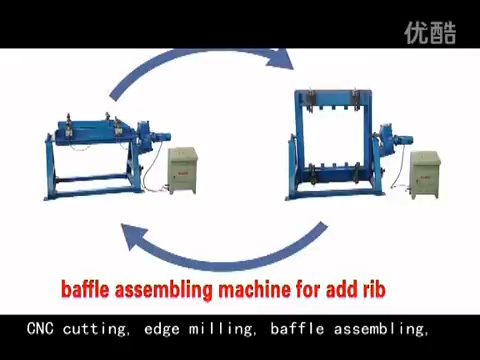 优酷
baffle assembling machine for add rib
CNC cutting, edge milling, baffle assembling,